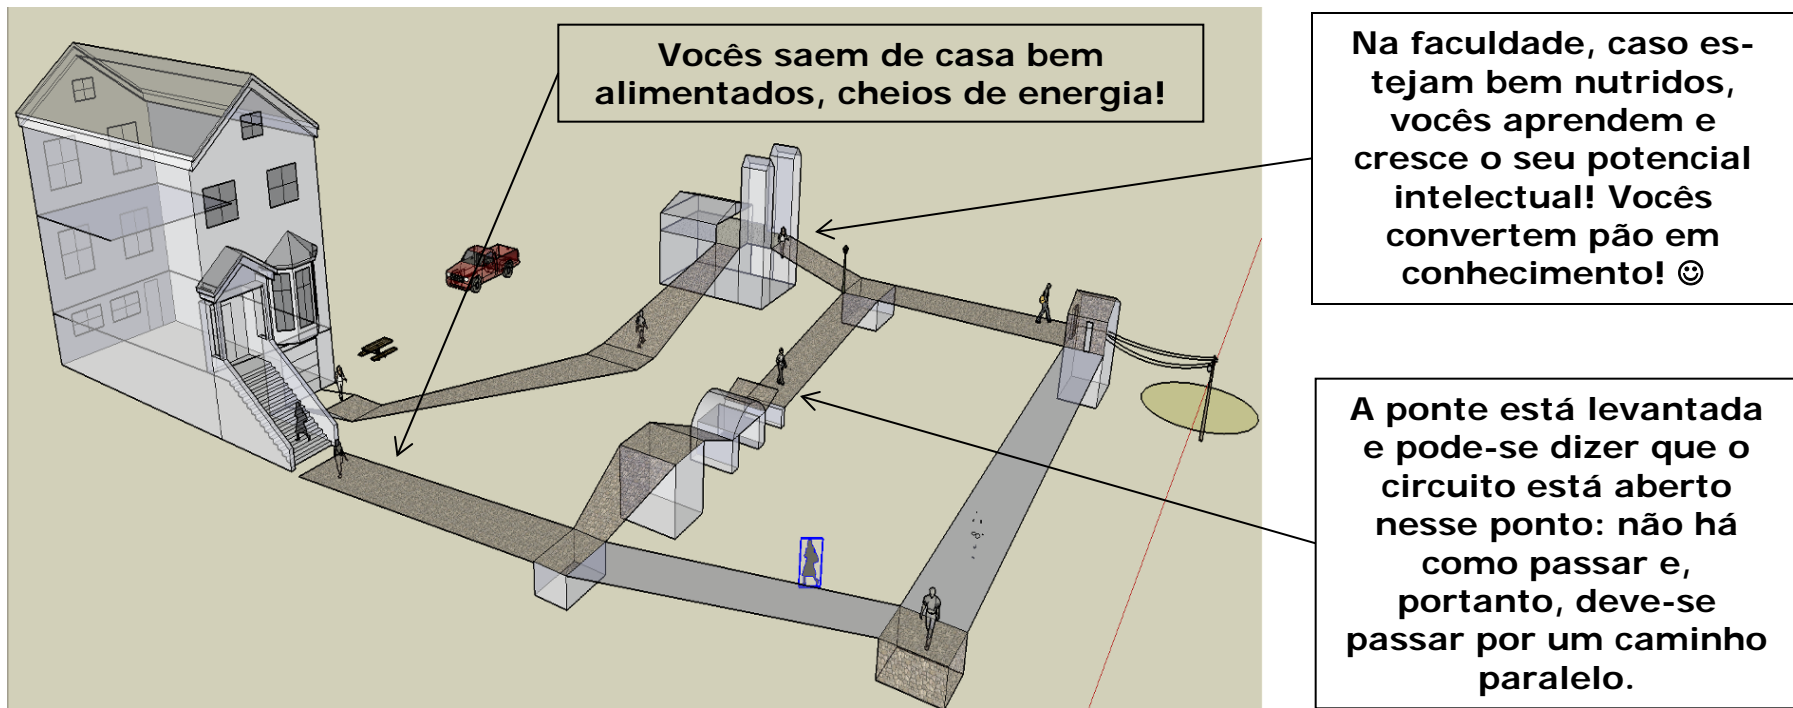 Vocês saem de casa bem
alimentados, cheios de energia!
Na faculdade, caso es-
tejam bem nutridos,
vocês aprendem e
cresce o seu potencial
intelectual! Vocês
convertem pão em
conhecimento! ☺
A ponte está levantada
e pode-se dizer que o
circuito está aberto
nesse ponto: não há
como passar e,
portanto, deve-se
passar por um caminho
paralelo.